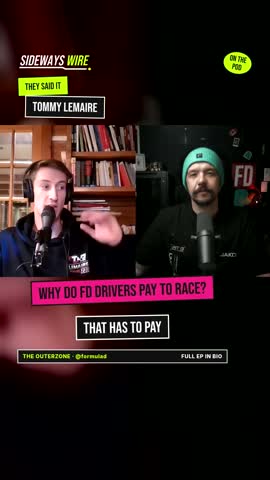 SIDEWAYS WIRE.
ON THE
POD
THEY SAID IT
TOMMY LEMAIRE
FD
WHY DO FD DRIVERS PAY TO RACE?
THAT HAS TO PAY
THE OUTERZONE · @formulad
FULL EP IN BIO